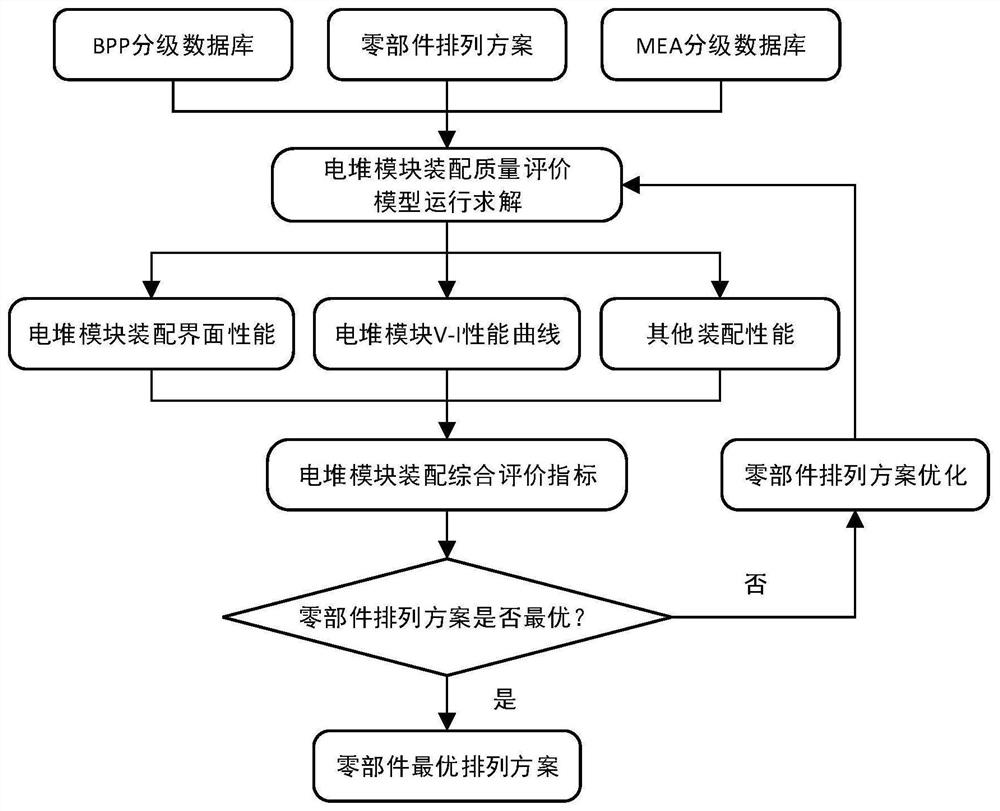 BPP分级数据库
零部件排列方案
MEA分级数据库
电堆模块装配质量评价
模型运行求解
电堆模块装配界面性能
电堆模块V-I性能曲线
其他装配性能
电堆模块装配综合评价指标
零部件排列方案优化
零部件排列方案是否最优？
否
是
零部件最优排列方案